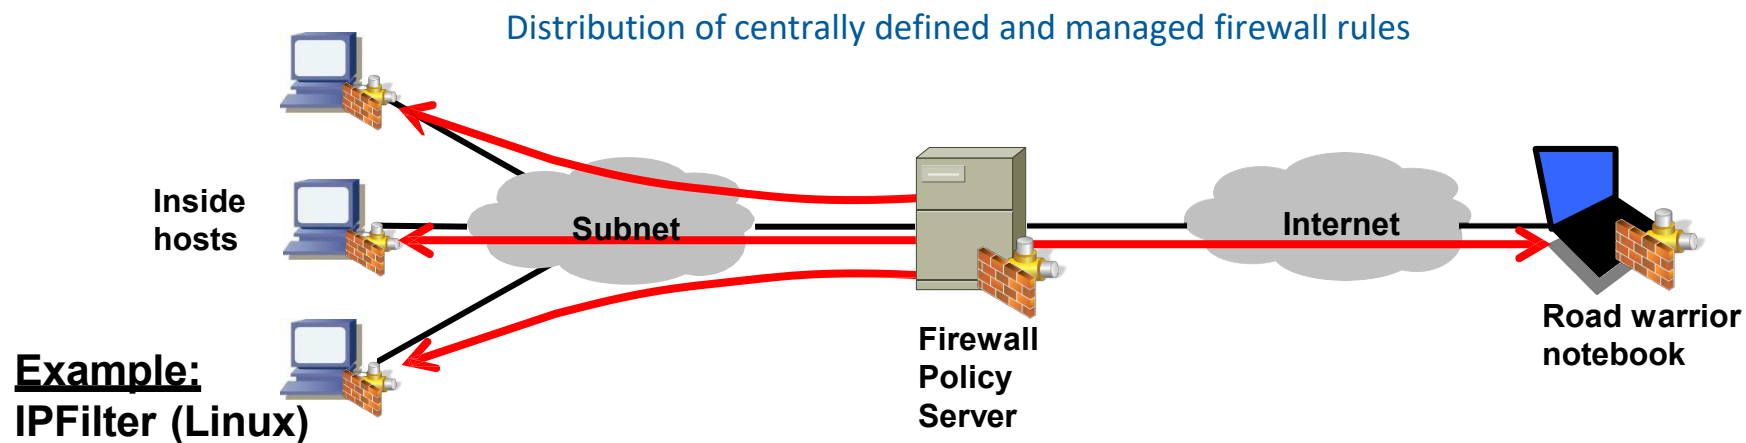 Distribution of centrally defined and managed firewall rules
Inside
hosts
Subnet
Internet
Firewall
Policy
Server
Road warrior
notebook
Example:
IPFilter (Linux)